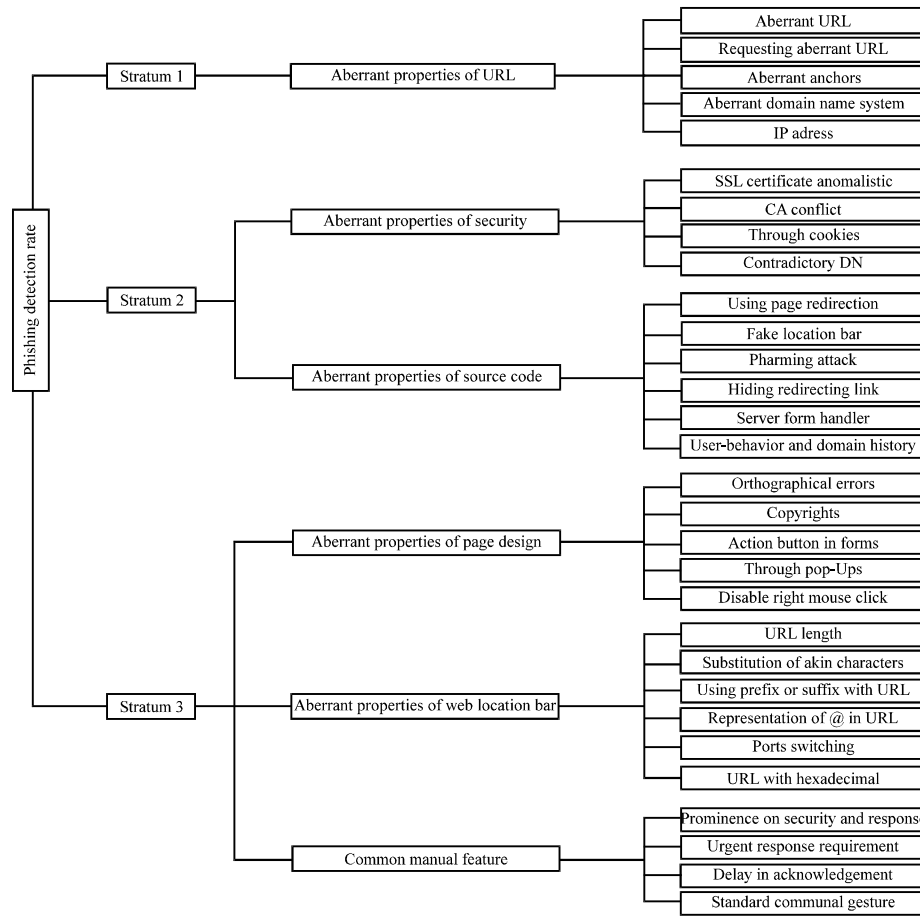 Phishing detection rate
Stratum 1
Aberrant properties of URL
Aberrant URL
Requesting aberrant URL
Aberrant anchors
Aberrant domain name system
IP adress
Stratum 2
Aberrant properties of security
SSL certificate anomalistic
CA conflict
Through cookies
Contradictory DN
Aberrant properties of source code
Using page redirection
Fake location bar
Pharming attack
Hiding redirecting link
Server form handler
User-behavior and domain history
Stratum 3
Aberrant properties of page design
Orthographical errors
Copyrights
Action button in forms
Through pop-Ups
Disable right mouse click
Aberrant properties of web location bar
URL length
Substitution of akin characters
Using prefix or suffix with URL
Representation of @ in URL
Ports switching
URL with hexadecimal
Common manual feature
Prominence on security and response
Urgent response requirement
Delay in acknowledgement
Standard communal gesture